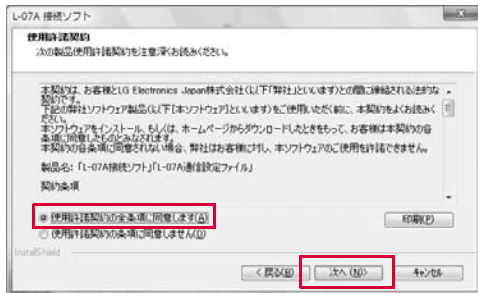 L-07A 接続ソフト
使用許諾契約
次の製品使用許諾契約を注意深くお読みください。
本契約は、お客様とLG Electronics Japan株式会社(以下「弊社」といいます)との間に締結される法的な
契約です。
下記の弊社ソフトウェア製品(以下「本ソフトウェア」といいます)をご使用いただく前に、本契約をよくお読みく
ださい。
本ソフトウェアをインストール、もしくは、ホームページからダウンロードしたときをもって、お客様は本契約の各
条項に同意したものとみなされます。
本契約の各条項に同意されない場合、弊社はお客様に対し、本ソフトウェアのご使用を許諾できません。
製品名:「L-07A接続ソフト」「L-07A通信設定ファイル」
契約条項
使用許諾契約の全条項に同意します(A)
印刷(P)
使用許諾契約の条項に同意しません(D)
InstallShield
< 戻る(B)
次へ (N)>
キャンセル